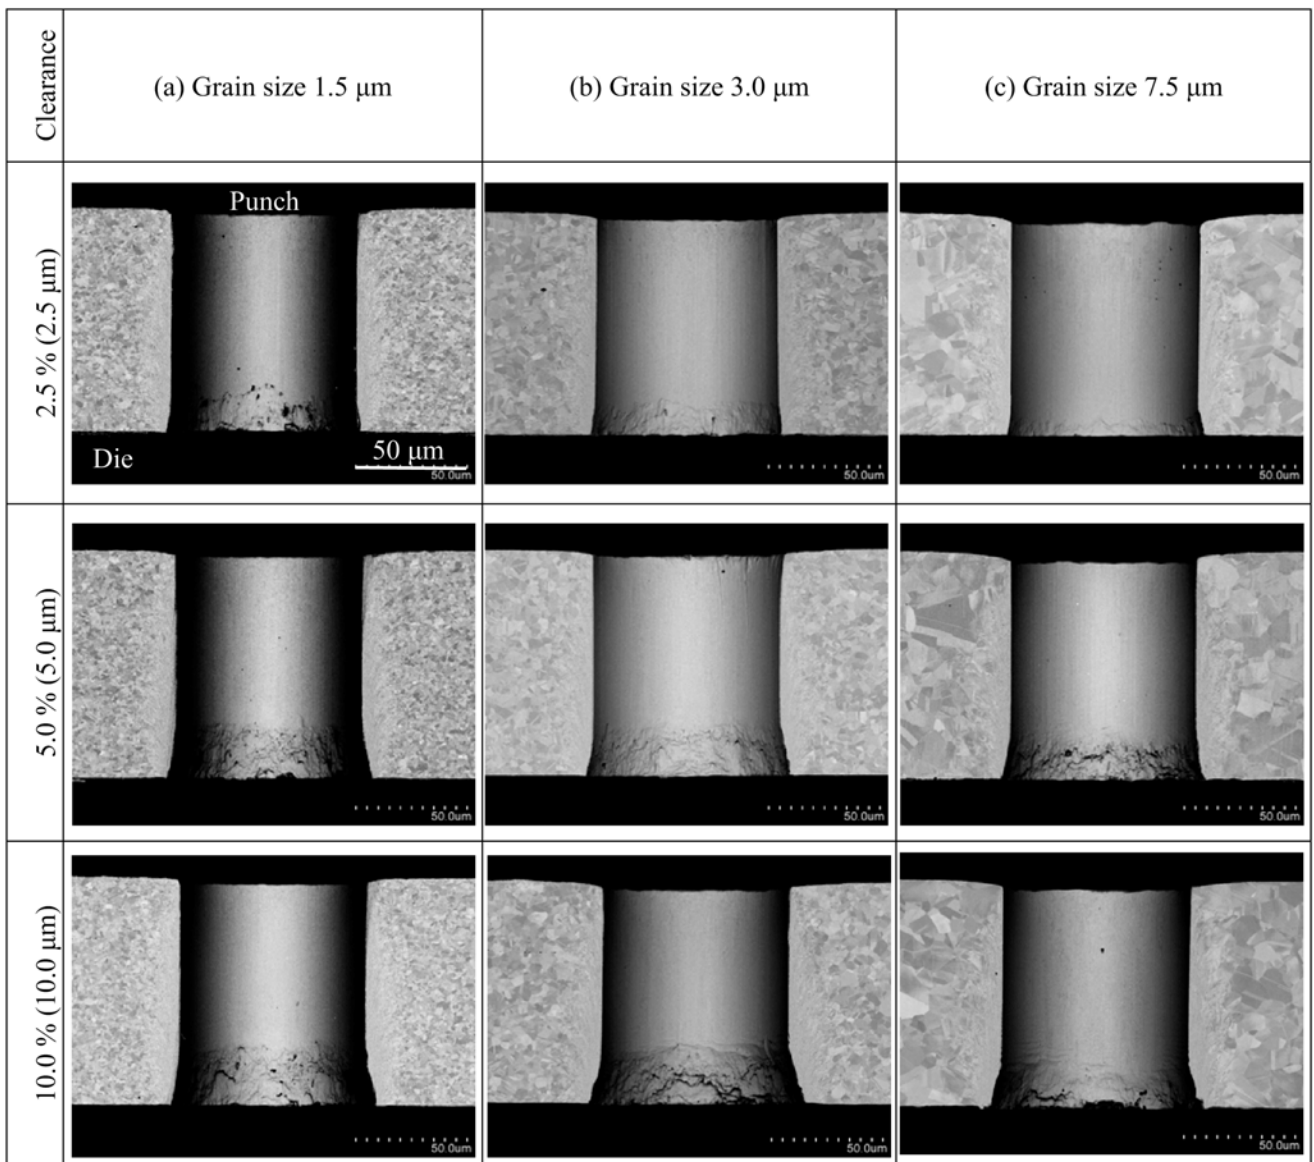 Clearance
(a) Grain size 1.5 μm
(b) Grain size 3.0 μm
(c) Grain size 7.5 μm
2.5 % (2.5 μm)
Punch
Die
50 μm
50.0um
50.0um
50.0um
5.0 % (5.0 μm)
50.0um
50.0um
50.0um
10.0 % (10.0 μm)
50.0um
50.0um
50.0um